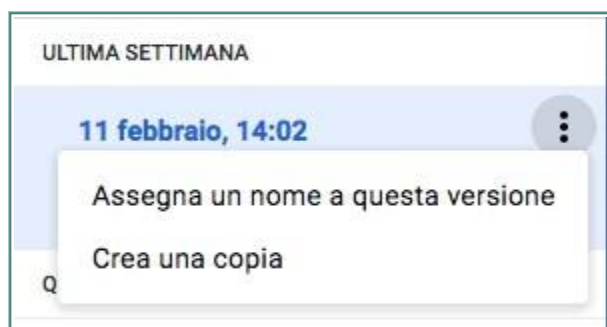 ULTIMA SETTIMANA
11 febbraio, 14:02
Assegna un nome a questa versione
Crea una copia